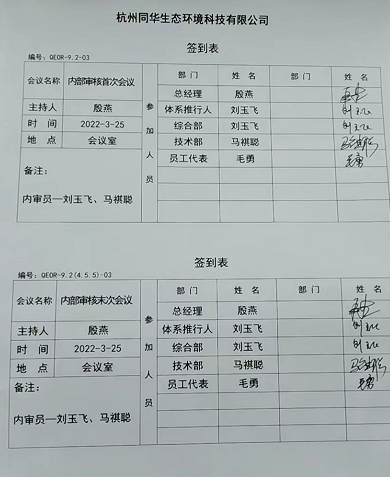 杭州同华生态环境科技有限公司
签到表
编号：QEOR-9.2-03
会议名称 内部审核首次会议 参加人员 部门 姓名 部门 姓名
总经理 殷燕
主持人 殷燕 体系推行人 刘玉飞
时间 2022-3-25 综合部 刘玉飞
地点 会议室 技术部 马祺聪
备注： 员工代表 毛勇
内审员—刘玉飞、马祺聪
签到表
编号：QEOR-9.2(4.5.5)-03
会议名称 内部审核末次会议 参加人员 部门 姓名 部门 姓名
总经理 殷燕
主持人 殷燕 体系推行人 刘玉飞
时间 2022-3-25 综合部 刘玉飞
地点 会议室 技术部 马祺聪
备注： 员工代表 毛勇
内审员—刘玉飞、马祺聪